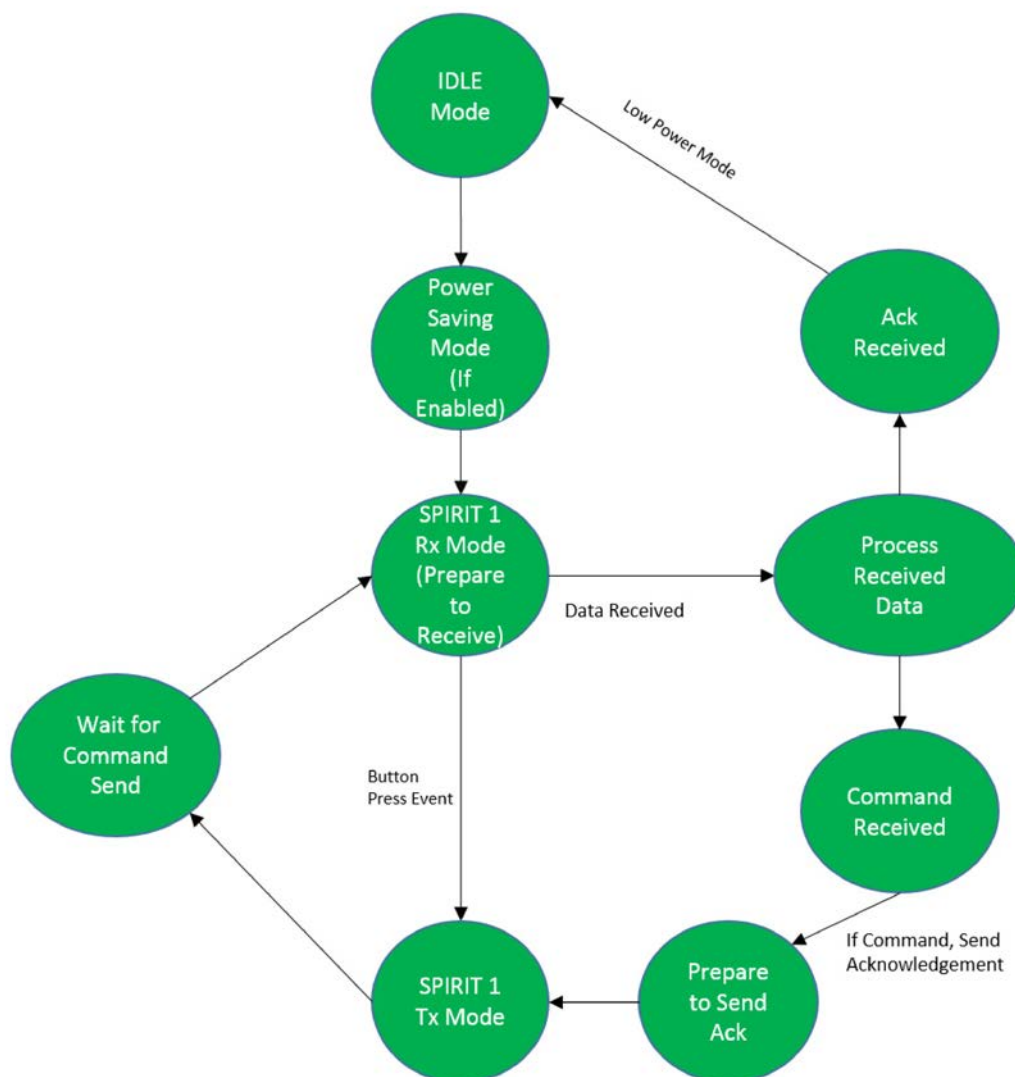 IDLE
Mode
Low Power Mode
Power
Saving
Mode
(If
Enabled)
Ack
Received
SPIRIT 1
Rx Mode
(Prepare
to
Receive)
Data Received
Process
Received
Data
Wait for
Command
Send
Button
Press Event
Command
Received
If Command, Send
Acknowledgement
SPIRIT 1
Tx Mode
Prepare
to Send
Ack